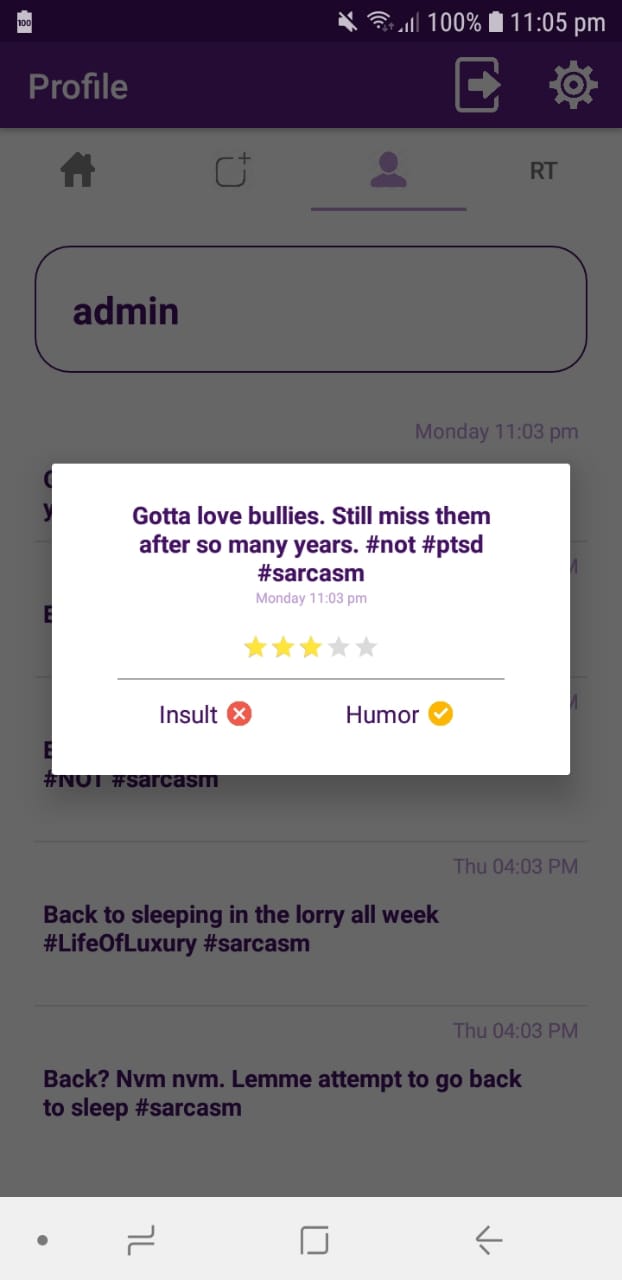 100
100% 11:05 pm
Profile
RT
admin
Monday 11:03 pm
Gotta love bullies. Still miss them
after so many years. #not #ptsd
#sarcasm
Monday 11:03 pm
Insult
Humor
#NOT #sarcasm
Thu 04:03 PM
Back to sleeping in the lorry all week
#LifeOfLuxury #sarcasm
Thu 04:03 PM
Back? Nvm nvm. Lemme attempt to go back
to sleep #sarcasm